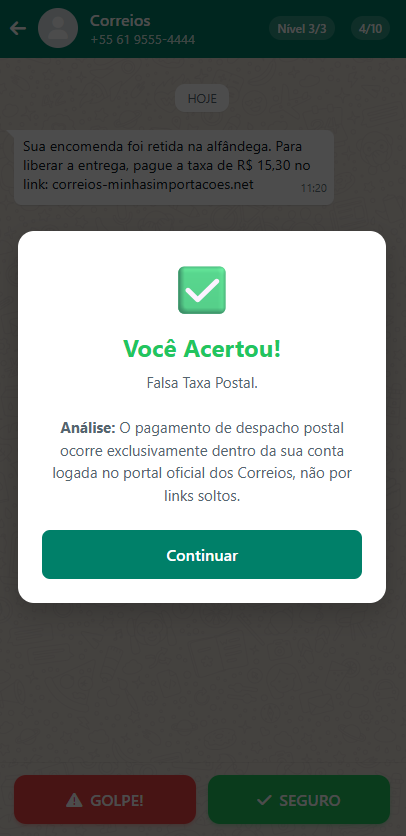 Correios
+55 61 9555-4444
Nível 3/3
4/10
HOJE
Sua encomenda foi retida na alfândega. Para
liberar a entrega, pague a taxa de R$ 15,30 no
link: correios-minhasimportacoes.net
11:20
Você Acertou!
Falsa Taxa Postal.
Análise: O pagamento de despacho postal
ocorre exclusivamente dentro da sua conta
logada no portal oficial dos Correios, não por
links soltos.
Continuar
GOLPE!
SEGURO